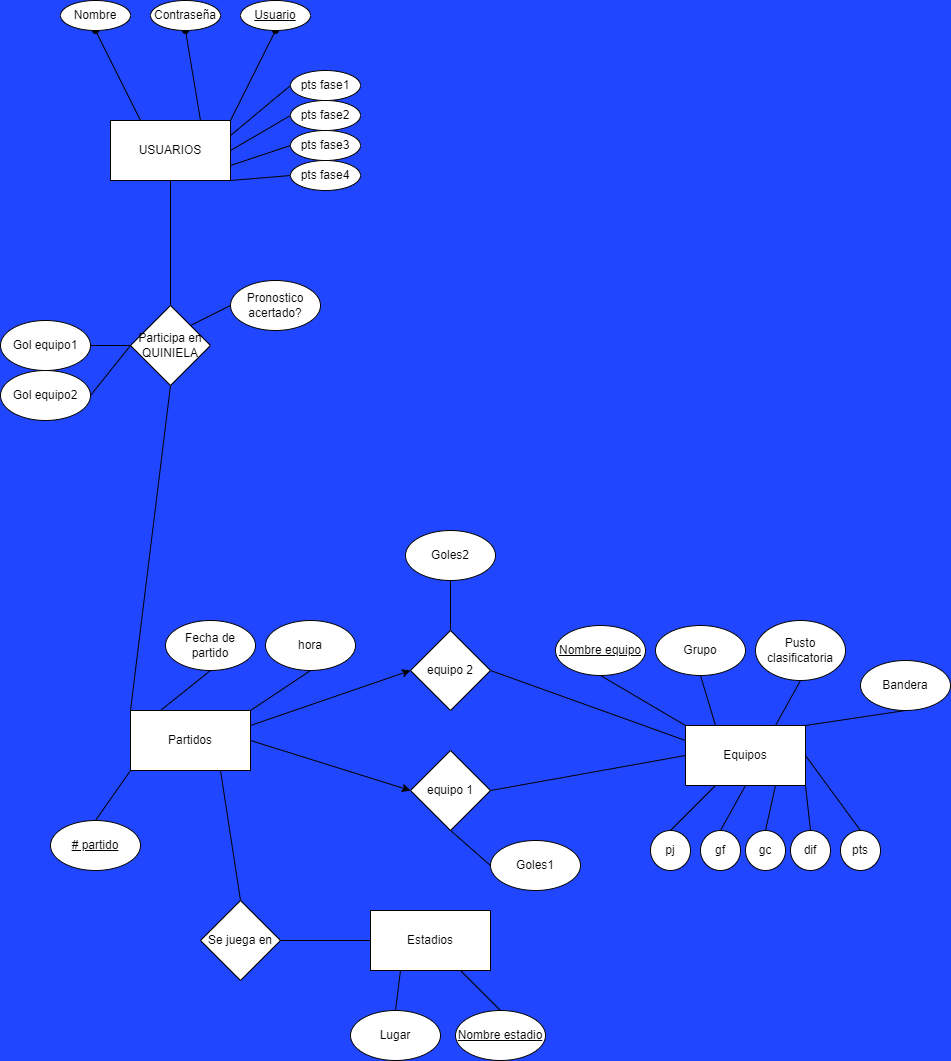 Nombre
Contraseña
Usuario
pts fase1
pts fase2
pts fase3
pts fase4
USUARIOS
Pronostico
acertado?
Participa en
QUINIELA
Gol equipo1
Gol equipo2
Goles2
Fecha de
partido
hora
equipo 2
Nombre equipo
Grupo
Pusto
clasificatoria
Bandera
Partidos
equipo 1
Equipos
# partido
Goles1
pj
gf
gc
dif
pts
Se juega en
Estadios
Lugar
Nombre estadio